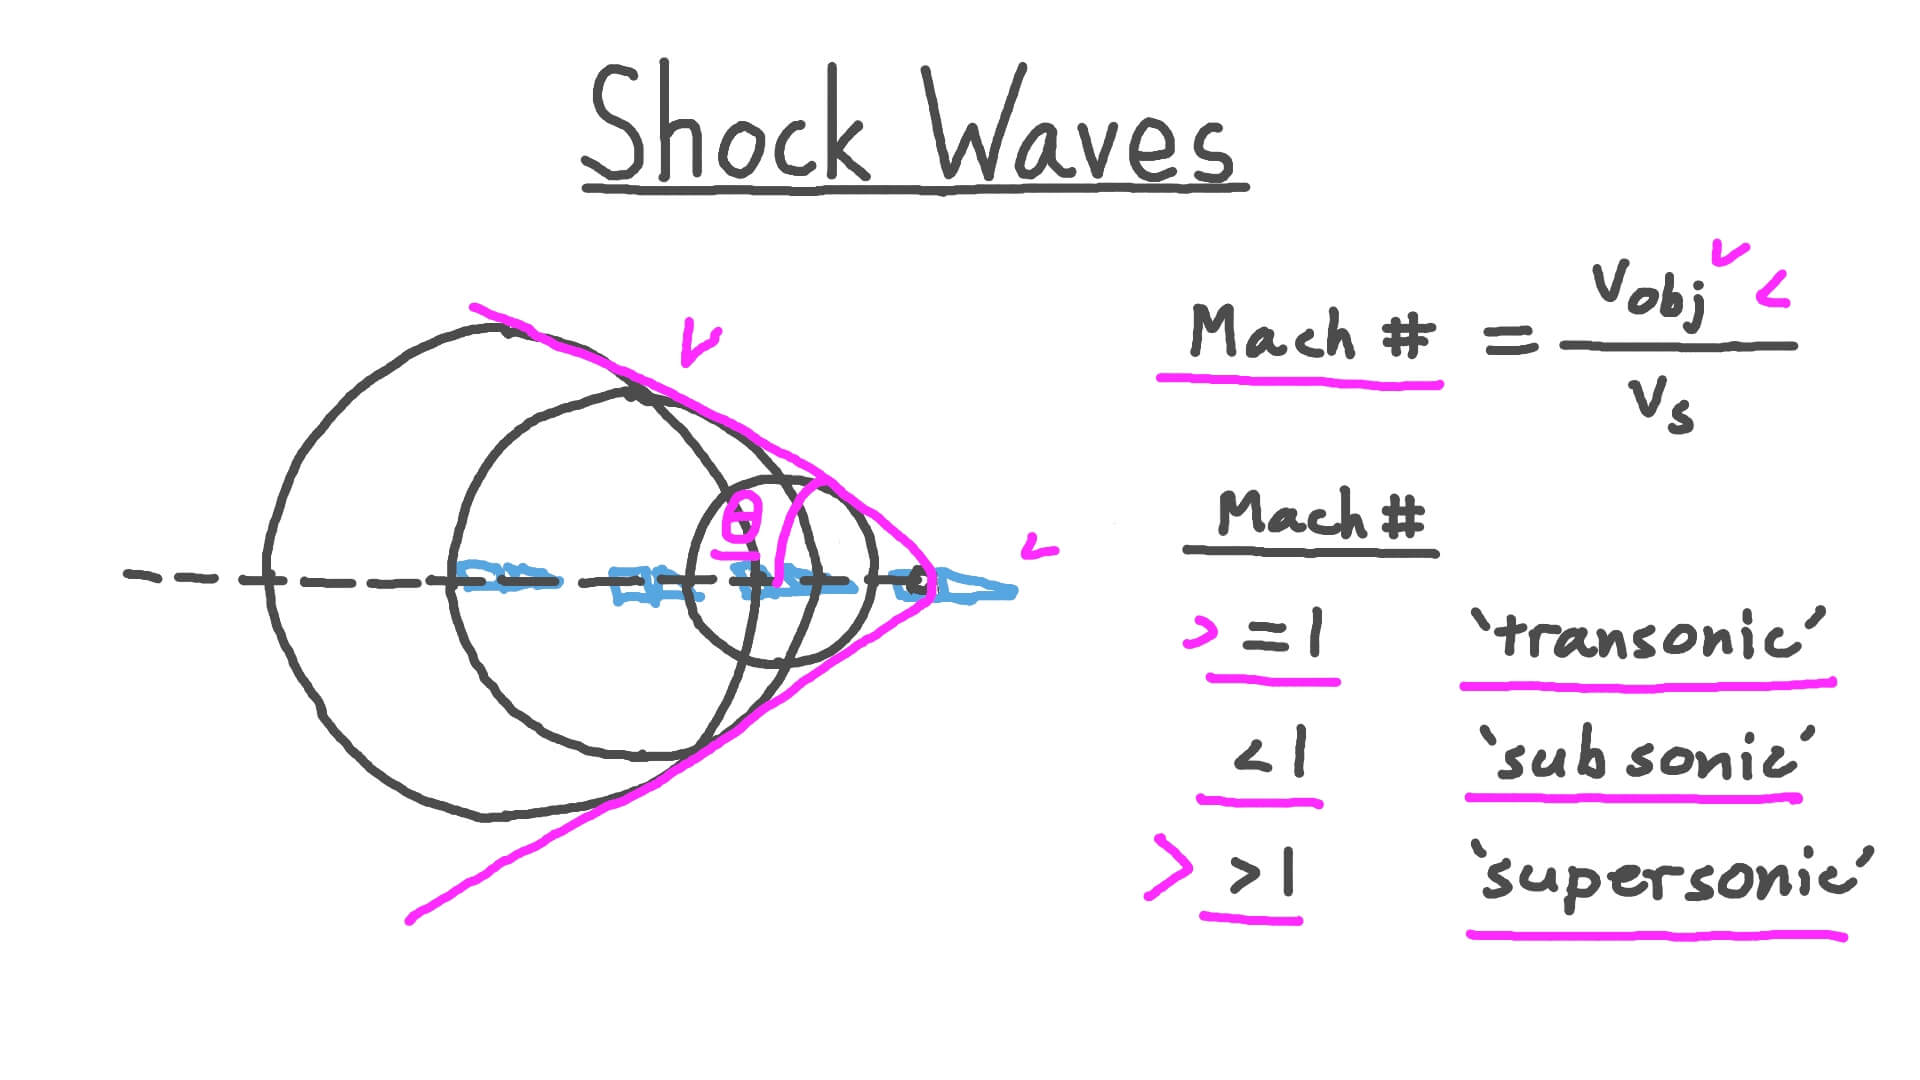 Shock Waves
Mach # = vobj / vs
θ
Mach #
=1 'transonic'
<1 'subsonic'
>1 'supersonic'